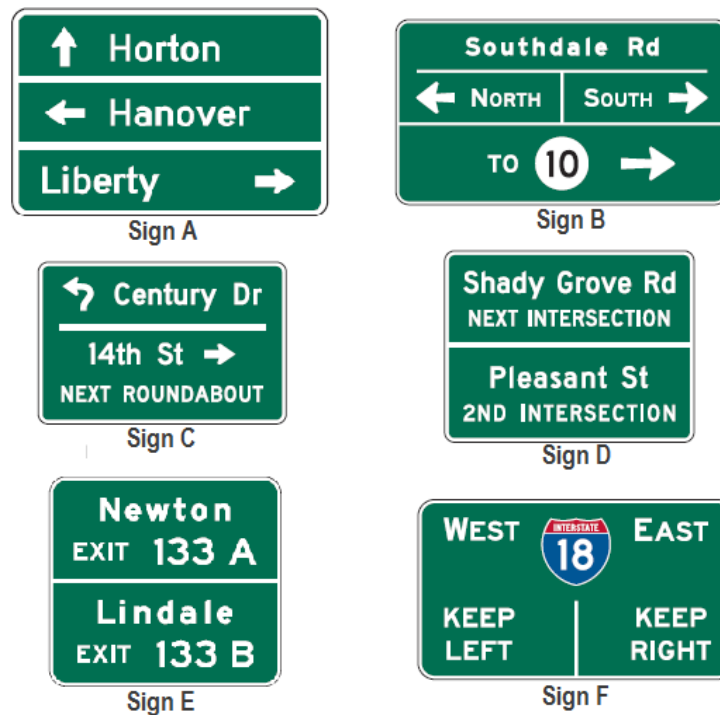 Horton
Hanover
Liberty
Sign A
Southdale Rd
NORTH SOUTH
TO 10
Sign B
Century Dr
14th St
NEXT ROUNDABOUT
Sign C
Shady Grove Rd
NEXT INTERSECTION
Pleasant St
2ND INTERSECTION
Sign D
Newton
EXIT 133 A
Lindale
EXIT 133 B
Sign E
WEST INTERSTATE 18 EAST
KEEP LEFT
KEEP RIGHT
Sign F